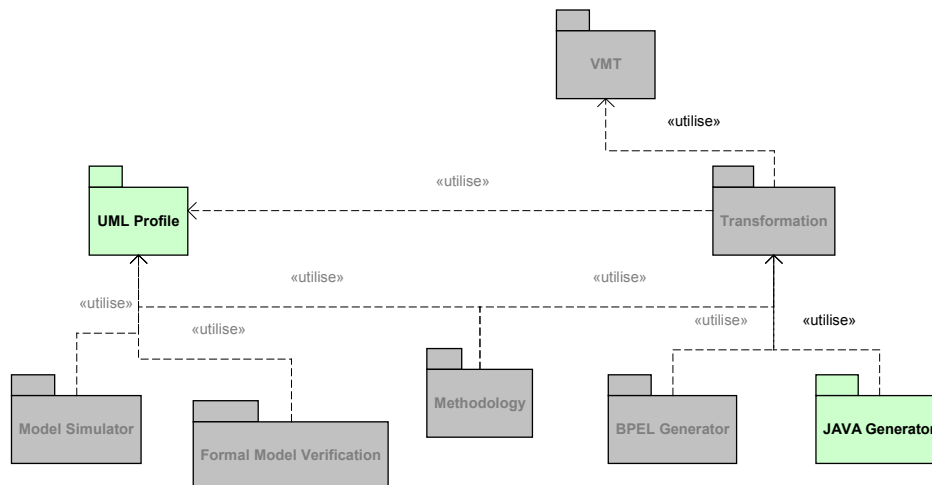 VMT
«utilise»
«utilise»
UML Profile
Transformation
«utilise»
«utilise»
«utilise»
«utilise»
«utilise»
«utilise»
Methodology
Model Simulator
BPEL Generator
JAVA Generator
Formal Model Verification